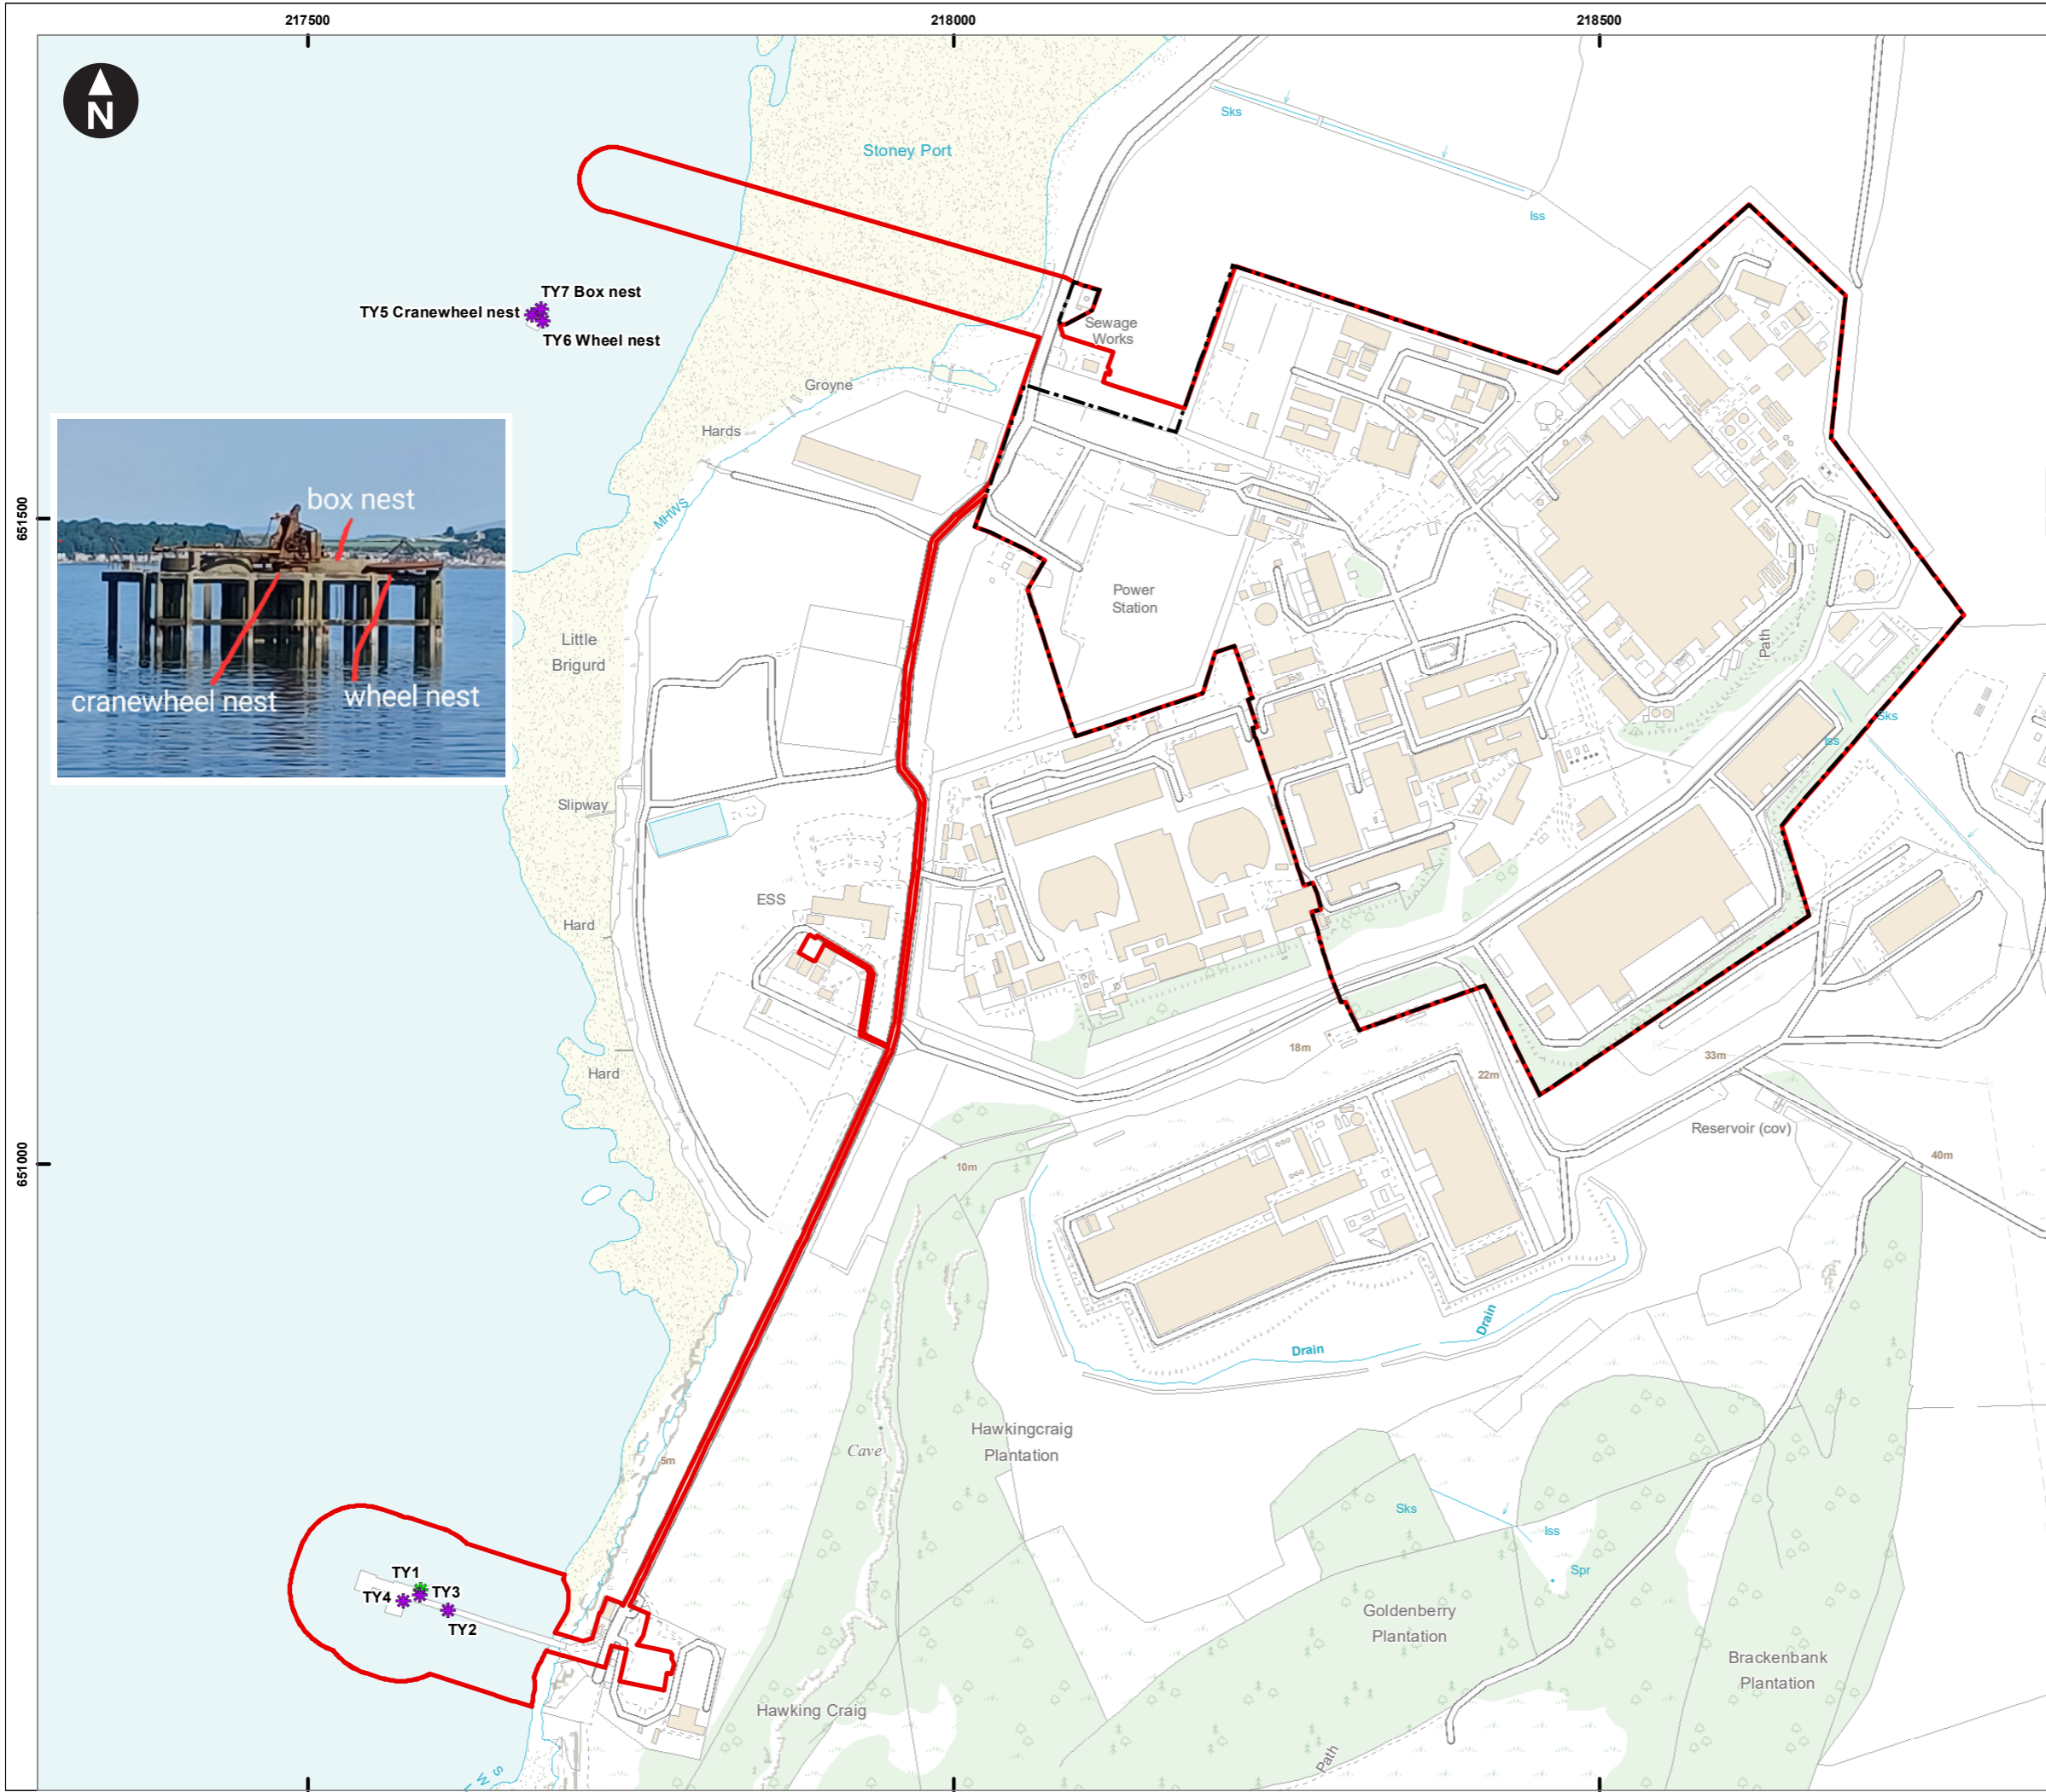 217500
218000
218500
N
Stoney Port
Sks
Iss
TY7 Box nest
TY5 Cranewheel nest
TY6 Wheel nest
Sewage
Works
Groyne
Hards
MHWS
651500
box nest
cranewheel nest
wheel nest
Little
Brigurd
Power
Station
Path
Sks
Iss
Slipway
ESS
Hard
Hard
18m
22m
33m
Reservoir (cov)
40m
651000
10m
Drain
Drain
Hawkingcraig
Plantation
Cave
5m
Sks
Iss
Spr
TY1
TY3
TY4
TY2
Goldenberry
Plantation
Brackenbank
Plantation
Hawking Craig
Path